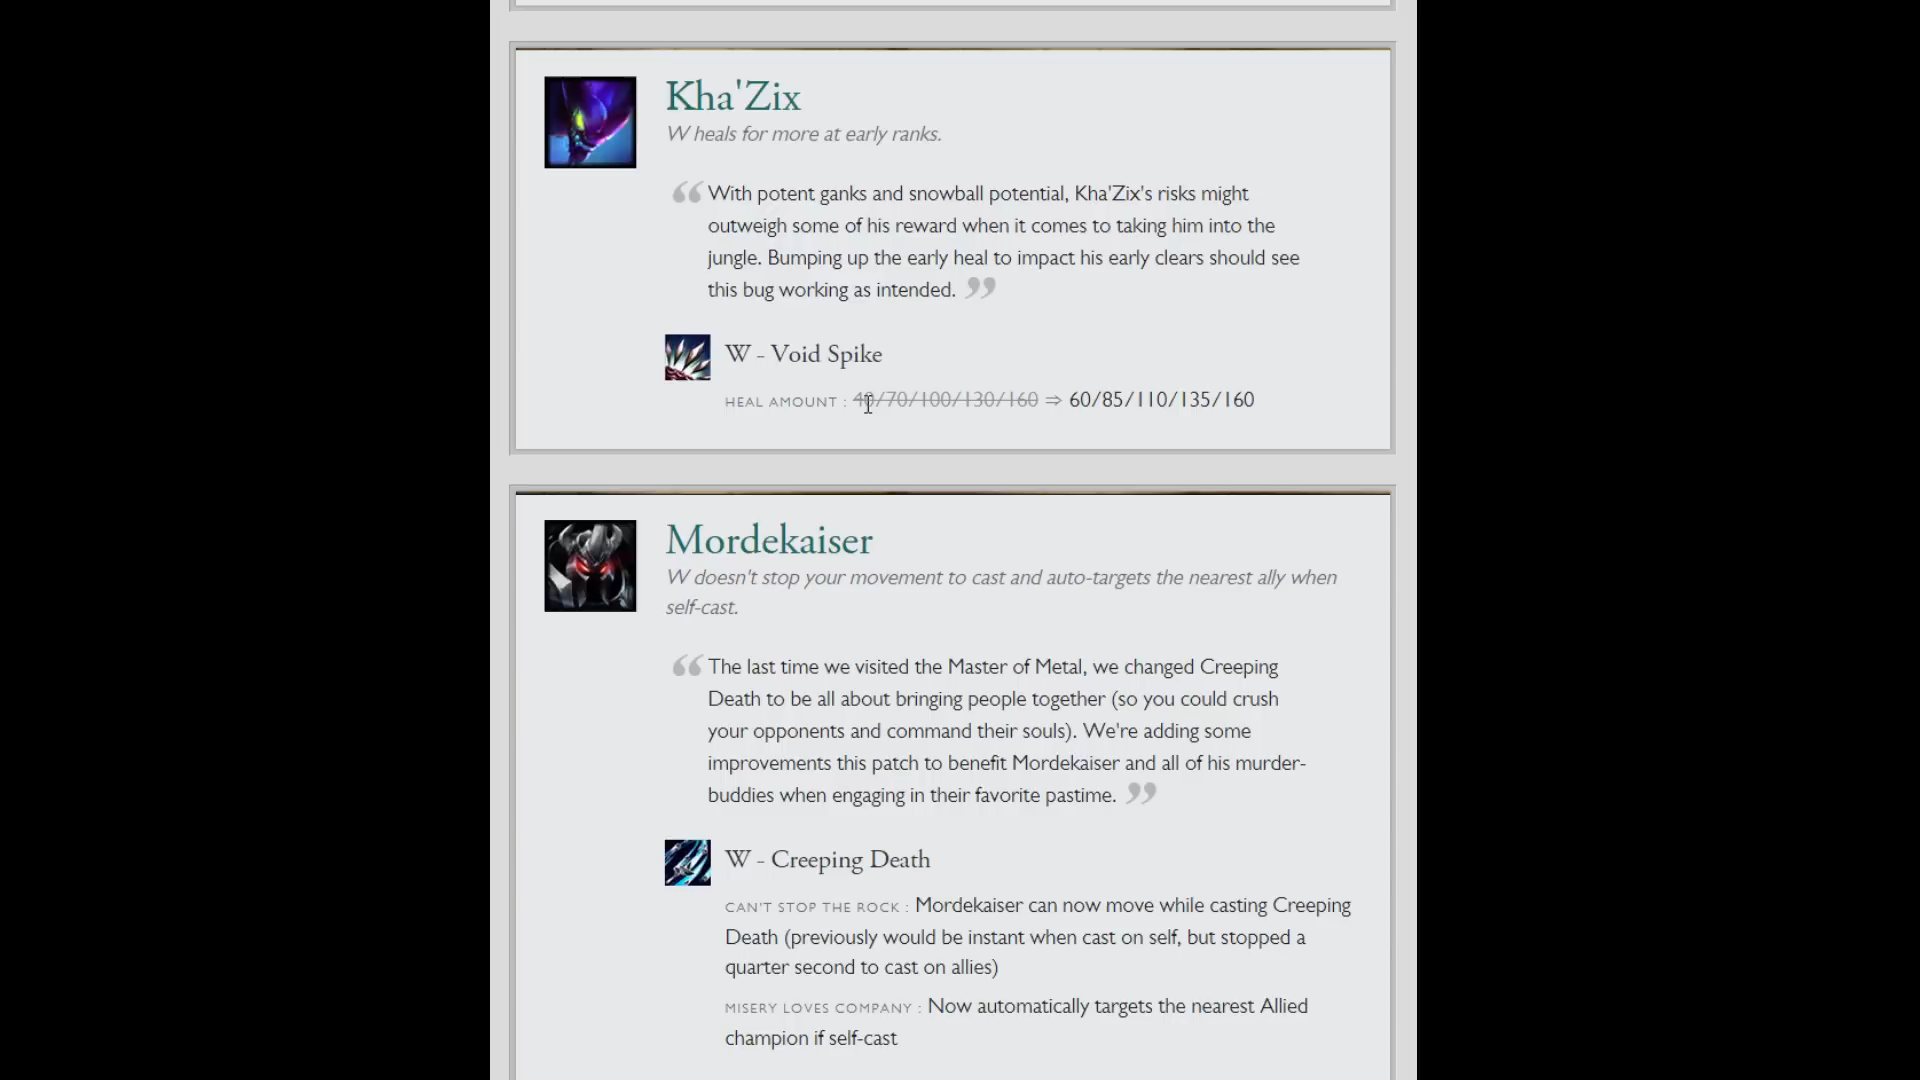 Kha'Zix
W heals for more at early ranks.
“ With potent ganks and snowball potential, Kha'Zix's risks might
outweigh some of his reward when it comes to taking him into the
jungle. Bumping up the early heal to impact his early clears should see
this bug working as intended. ”
W - Void Spike
HEAL AMOUNT : 40/70/100/130/160 ⇒ 60/85/110/135/160
Mordekaiser
W doesn't stop your movement to cast and auto-targets the nearest ally when
self-cast.
“ The last time we visited the Master of Metal, we changed Creeping
Death to be all about bringing people together (so you could crush
your opponents and command their souls). We're adding some
improvements this patch to benefit Mordekaiser and all of his murder-
buddies when engaging in their favorite pastime. ”
W - Creeping Death
CAN'T STOP THE ROCK : Mordekaiser can now move while casting Creeping
Death (previously would be instant when cast on self, but stopped a
quarter second to cast on allies)
MISERY LOVES COMPANY : Now automatically targets the nearest Allied
champion if self-cast